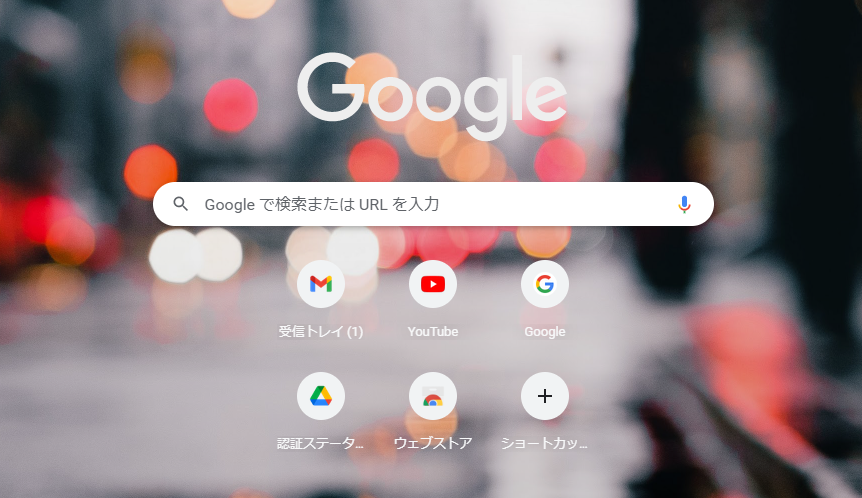 Google
Google で検索または URL を入力
受信トレイ (1)
YouTube
Google
認証ステータ...
ウェブストア
ショートカッ...